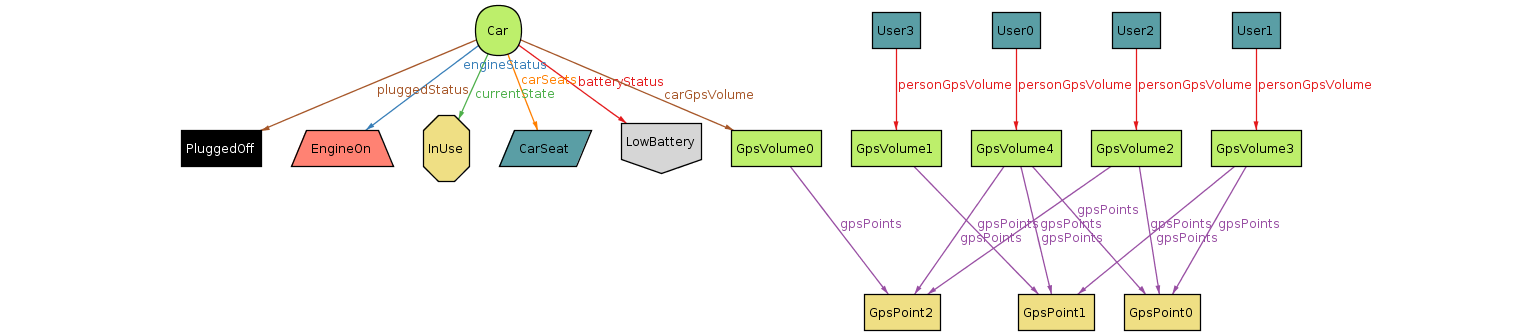 Car
User3
User0
User2
User1
engineStatus
carSeats
batteryStatus
pluggedStatus
currentState
carGpsVolume
personGpsVolume
personGpsVolume
personGpsVolume
personGpsVolume
PluggedOff
EngineOn
InUse
CarSeat
LowBattery
GpsVolume0
GpsVolume1
GpsVolume4
GpsVolume2
GpsVolume3
gpsPoints
gpsPoints
gpsPoints
gpsPoints
gpsPoints
gpsPoints
gpsPoints
gpsPoints
gpsPoints
GpsPoint2
GpsPoint1
GpsPoint0